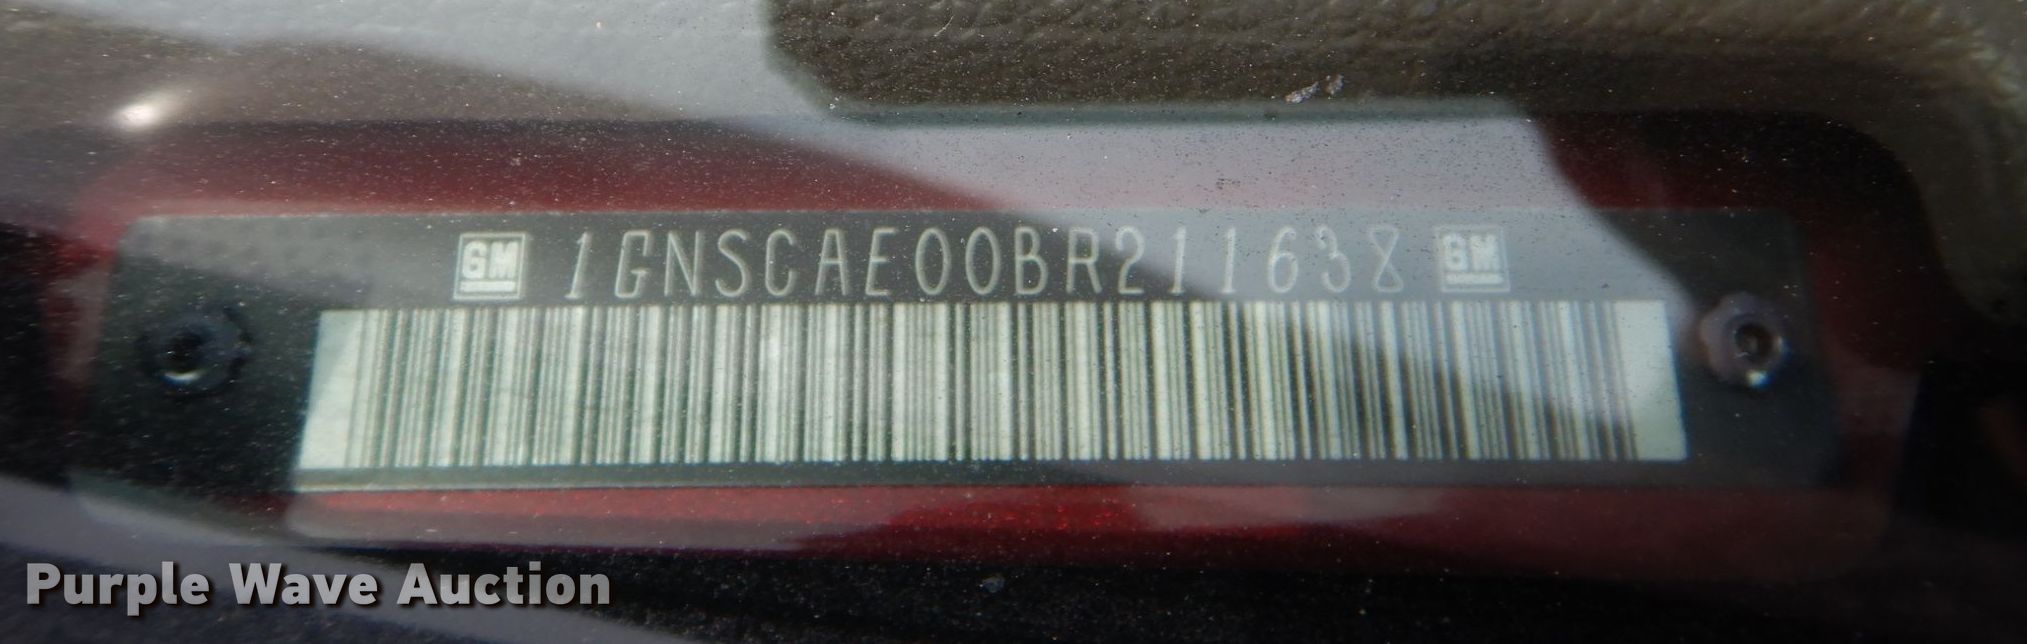 GM 1GNSCAE00BR211638 GM
Purple Wave Auction